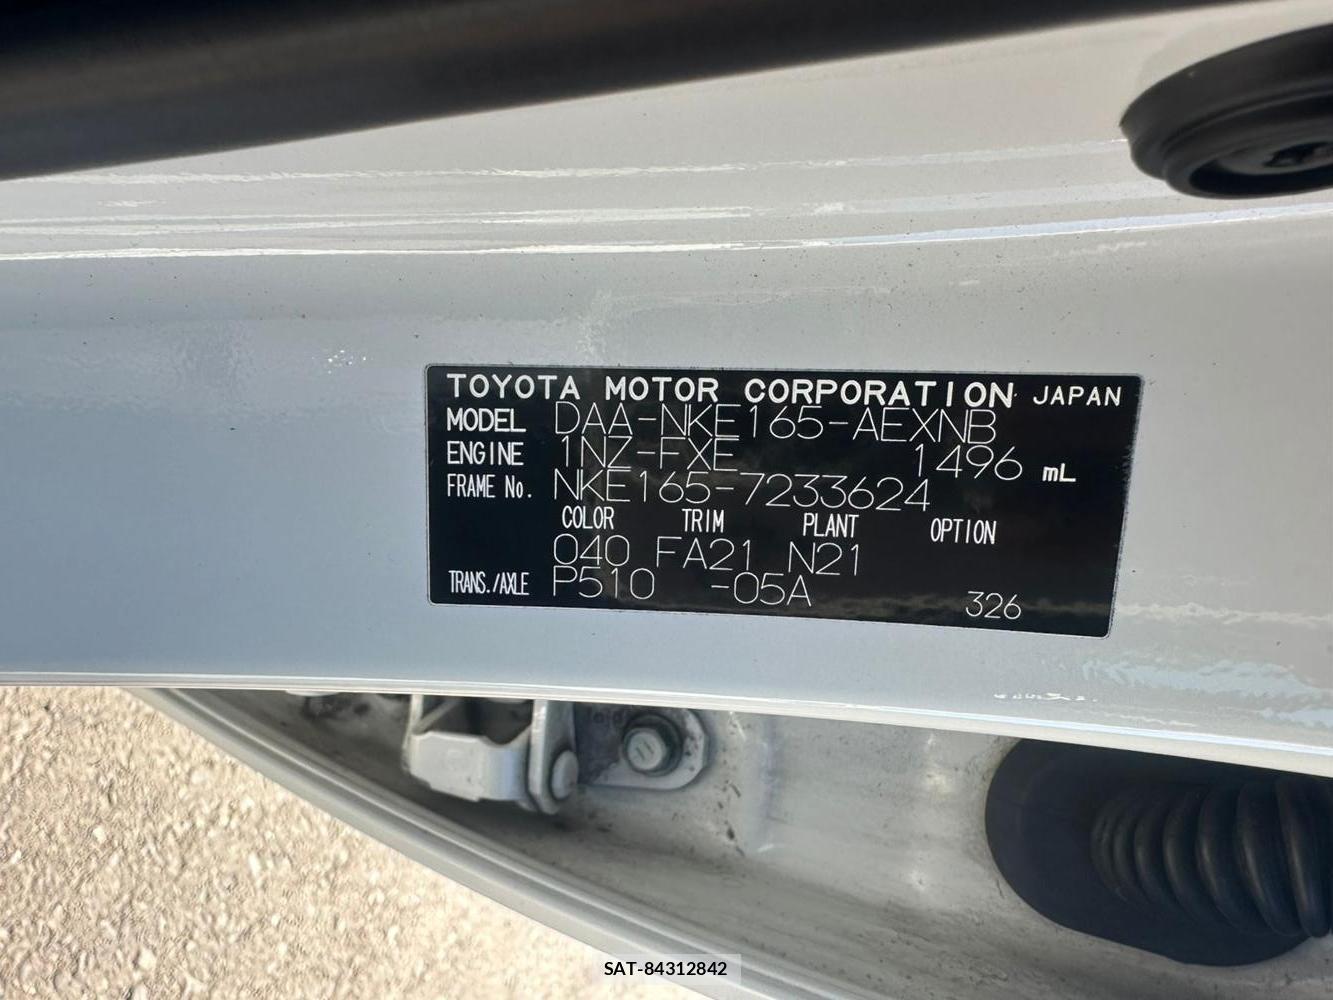 TOYOTA MOTOR CORPORATION JAPAN
MODEL DAA-NKE165-AEXNB
ENGINE 1NZ-FXE 1496 mL
FRAME No. NKE165-7233624
COLOR TRIM PLANT OPTION
040 FA21 N21
TRANS./AXLE P510 -05A 326
SAT-84312842